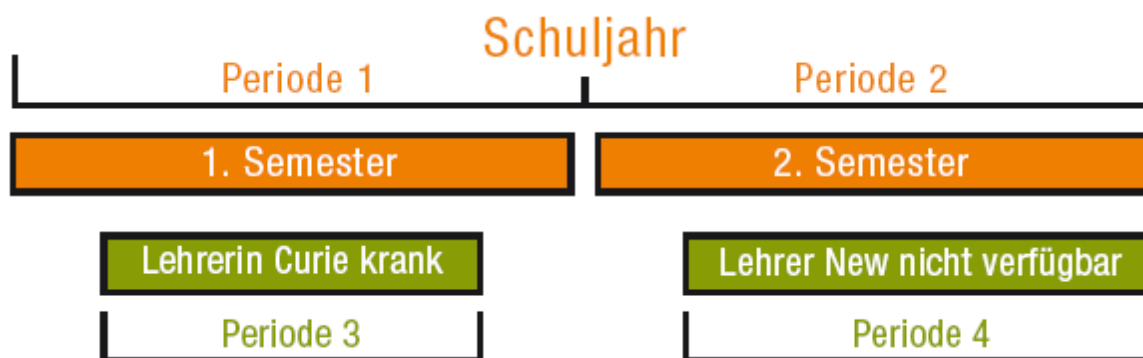 Schuljahr
Periode 1
Periode 2
1. Semester
2. Semester
Lehrerin Curie krank
Lehrer New nicht verfügbar
Periode 3
Periode 4